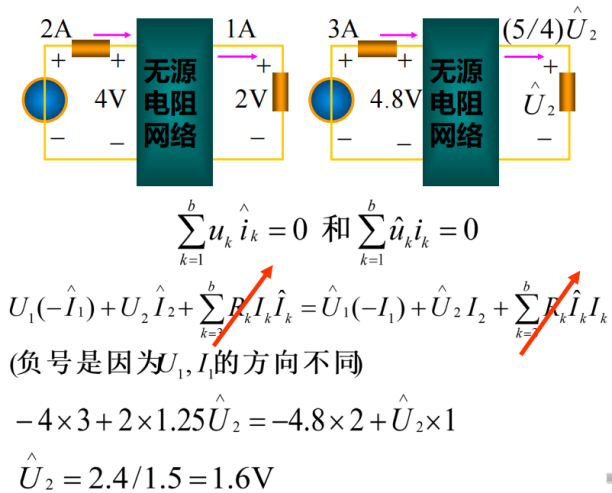 2A 1A 3A (5/4)Û₂
+ + 无源 + + + 无源 +
4V 电阻 2V 4.8V 电阻 Û₂
− − 网络 − − − 网络 −
∑_{k=1}^{b} u_k î_k = 0 和 ∑_{k=1}^{b} û_k i_k = 0
U₁(−Î₁) + U₂Î₂ + ∑_{k=3}^{b} R_k I_k Î_k = Û₁(−I₁) + Û₂I₂ + ∑_{k=3}^{b} R_k Î_k I_k
(负号是因为U₁, I₁的方向不同)
−4×3+2×1.25Û₂ = −4.8×2+Û₂×1
Û₂ = 2.4/1.5 = 1.6V